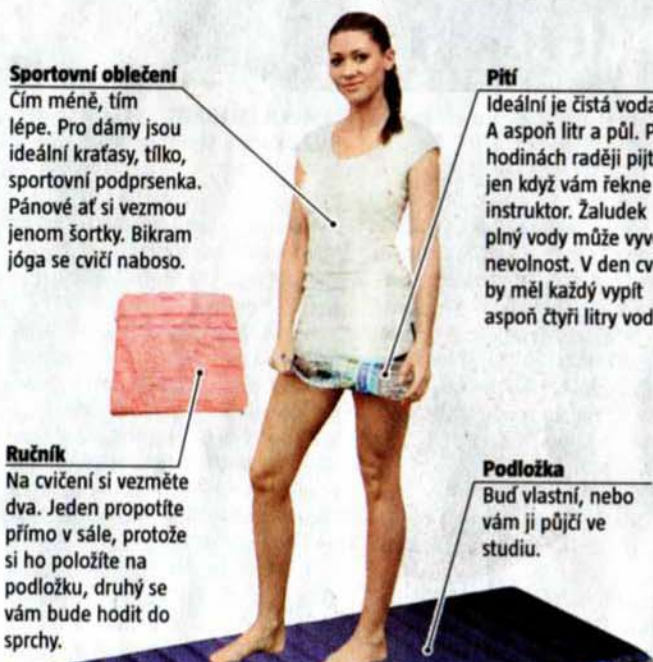 Sportovní oblečení
Čím méně, tím
lépe. Pro dámy jsou
ideální kraťasy, tílko,
sportovní podprsenka.
Pánové ať si vezmou
jenom šortky. Bikram
jóga se cvičí naboso.
Pití
Ideální je čistá voda
A aspoň litr a půl. P
hodinách raději pijt
jen když vám řekne
instruktor. Žaludek
plný vody může vyv
nevolnost. V den cv
by měl každý vypít
aspoň čtyři litry vod
Ručník
Na cvičení si vezměte
dva. Jeden propotíte
přímo v sále, protože
si ho položíte na
podložku, druhý se
vám bude hodit do
sprchy.
Podložka
Buď vlastní, nebo
vám ji půjčí ve
studiu.